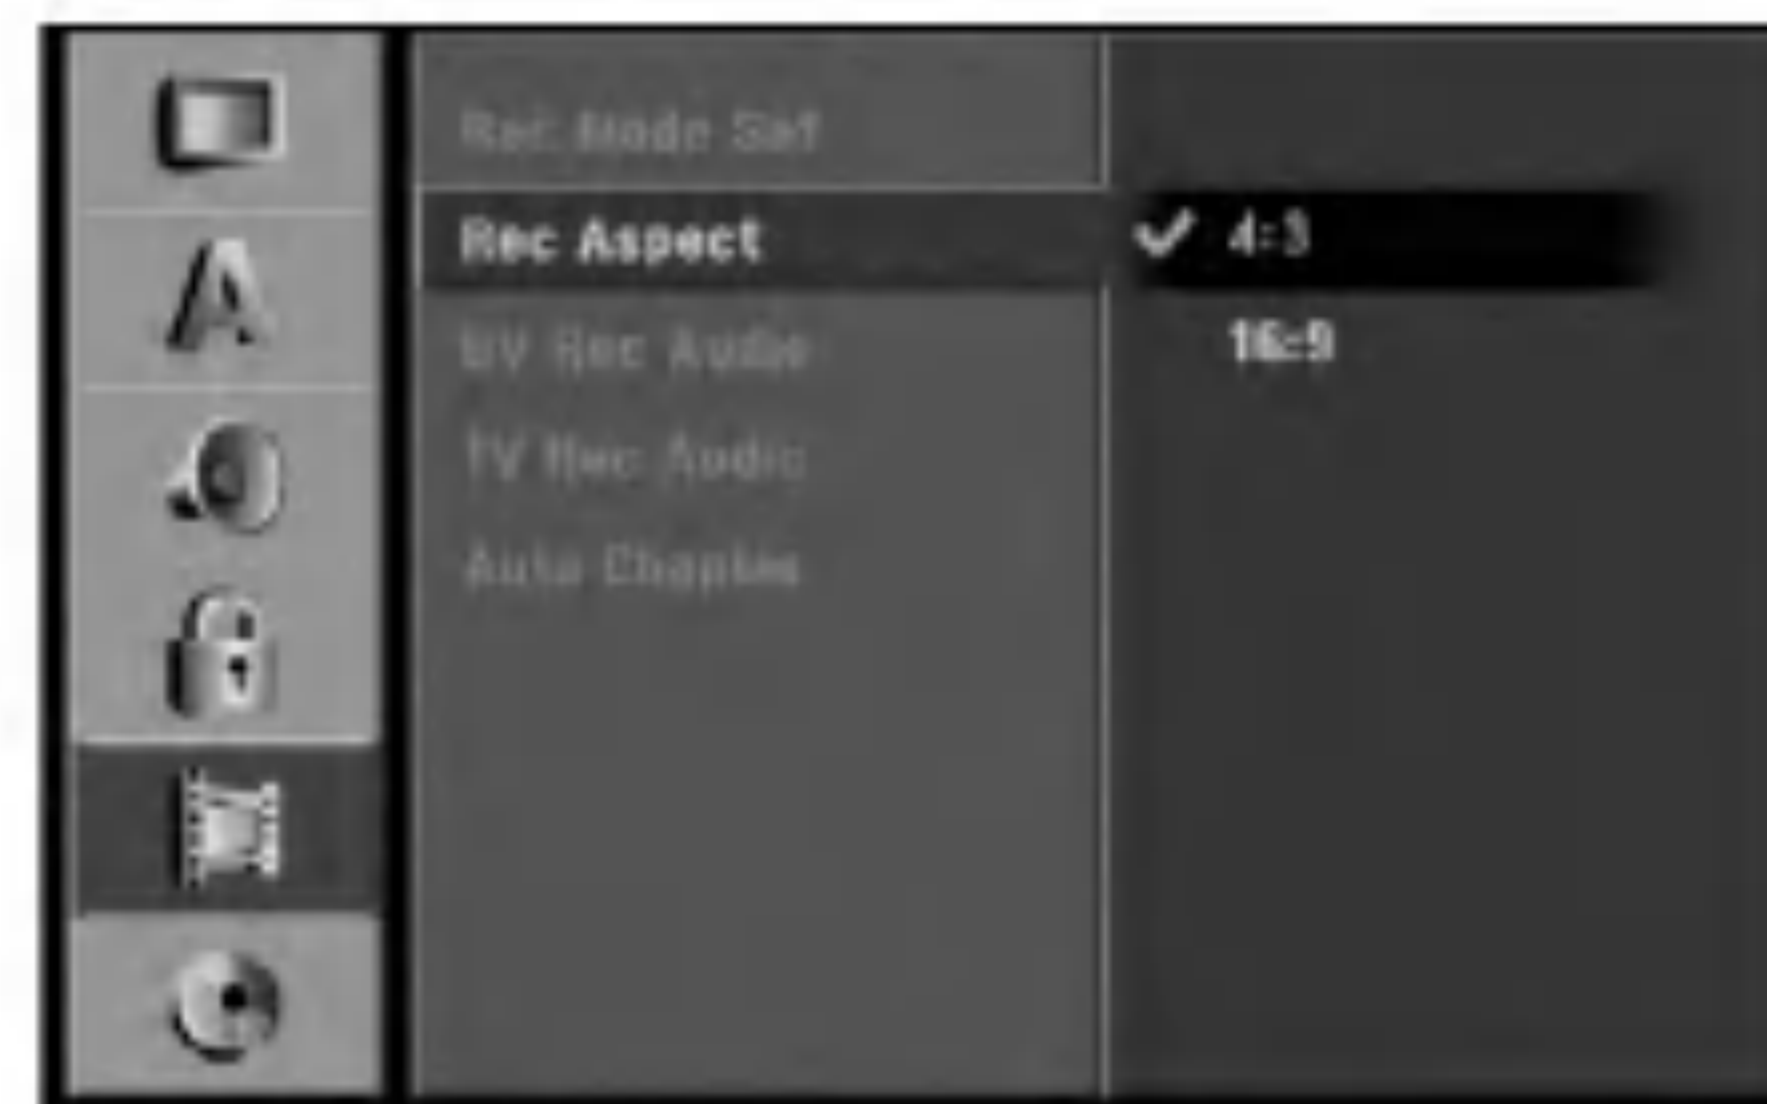 Rec Mode Set
Rec Aspect
4:3
16:9
DV Rec Audio
TV Rec Audio
Auto Chapter